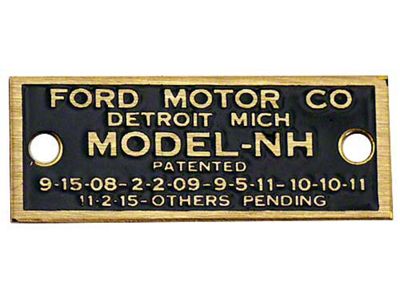 FORD MOTOR CO
DETROIT MICH
MODEL-NH
PATENTED
9-15-08-2-2-09-9-5-11-10-10-11
11-2-15-OTHERS PENDING